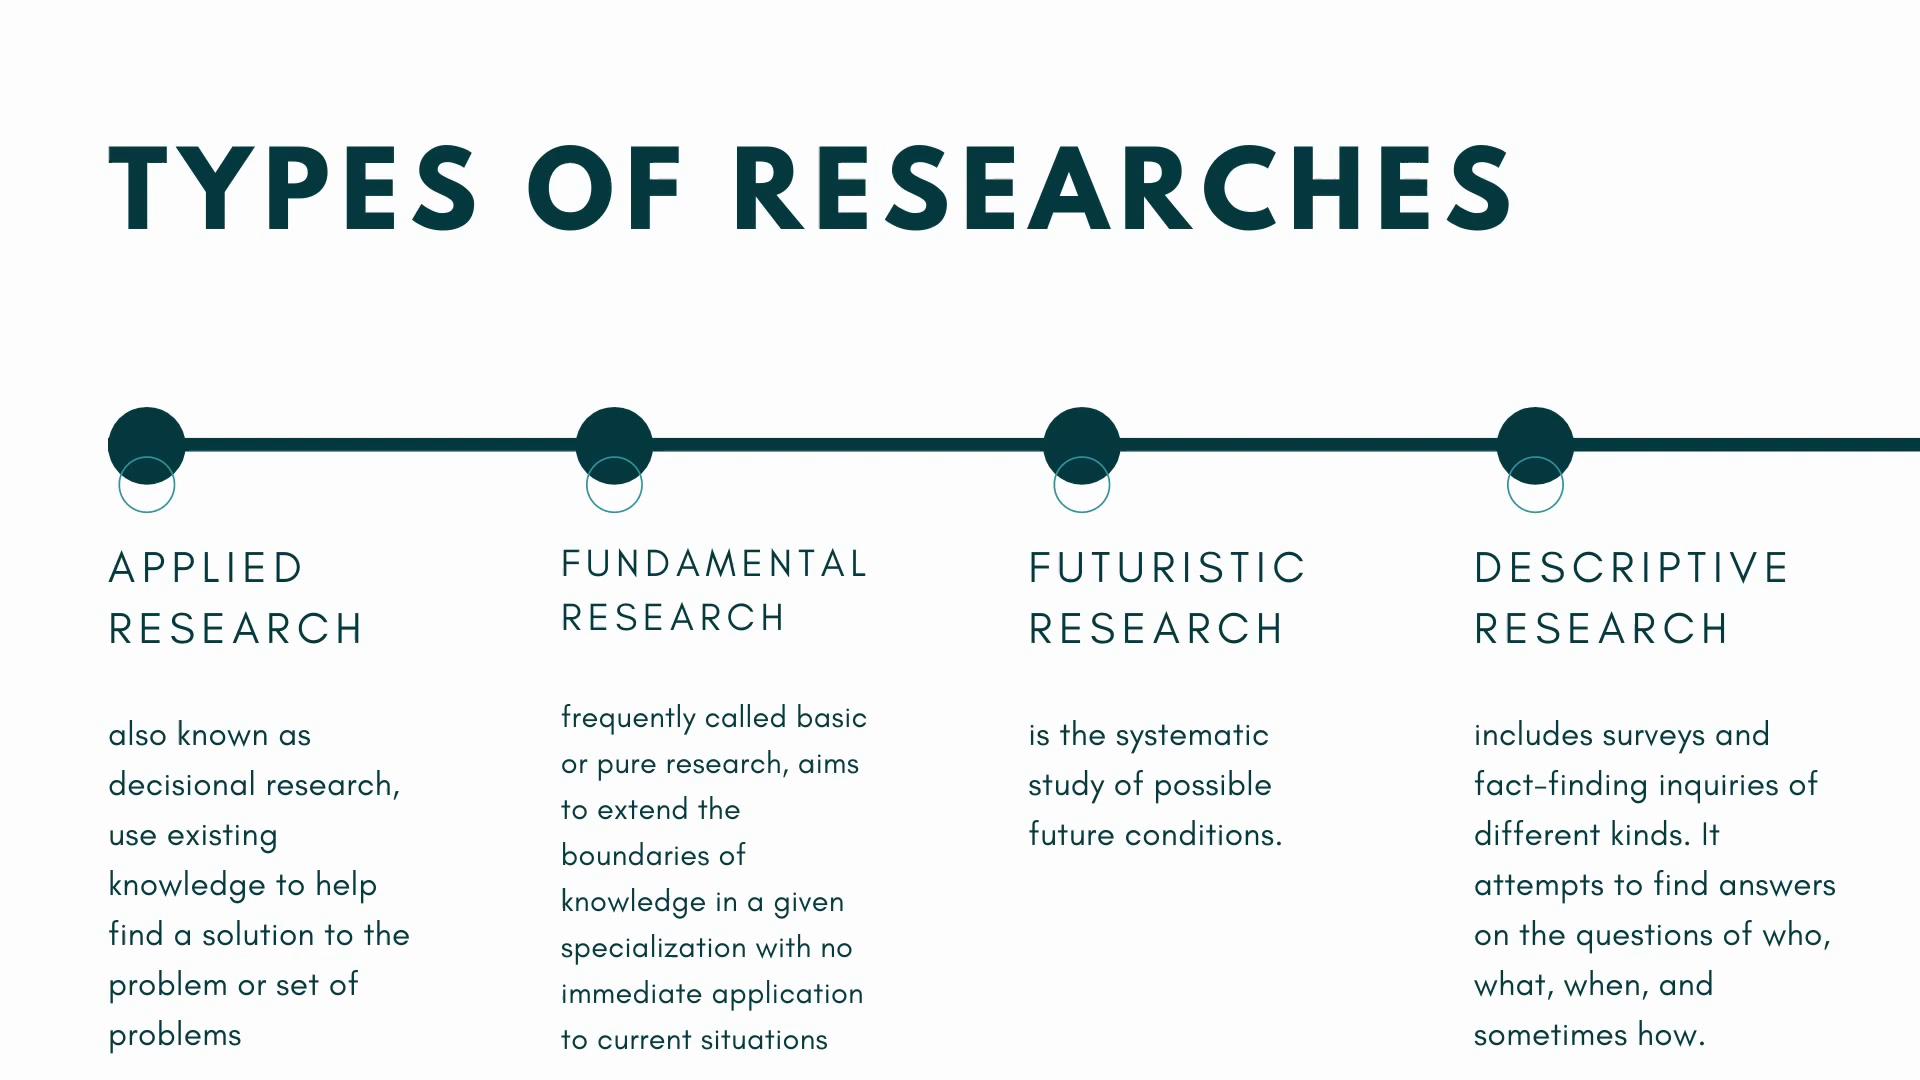 TYPES OF RESEARCHES
APPLIED
RESEARCH
also known as
decisional research,
use existing
knowledge to help
find a solution to the
problem or set of
problems
FUNDAMENTAL
RESEARCH
frequently called basic
or pure research, aims
to extend the
boundaries of
knowledge in a given
specialization with no
immediate application
to current situations
FUTURISTIC
RESEARCH
is the systematic
study of possible
future conditions.
DESCRIPTIVE
RESEARCH
includes surveys and
fact-finding inquiries of
different kinds. It
attempts to find answers
on the questions of who,
what, when, and
sometimes how.